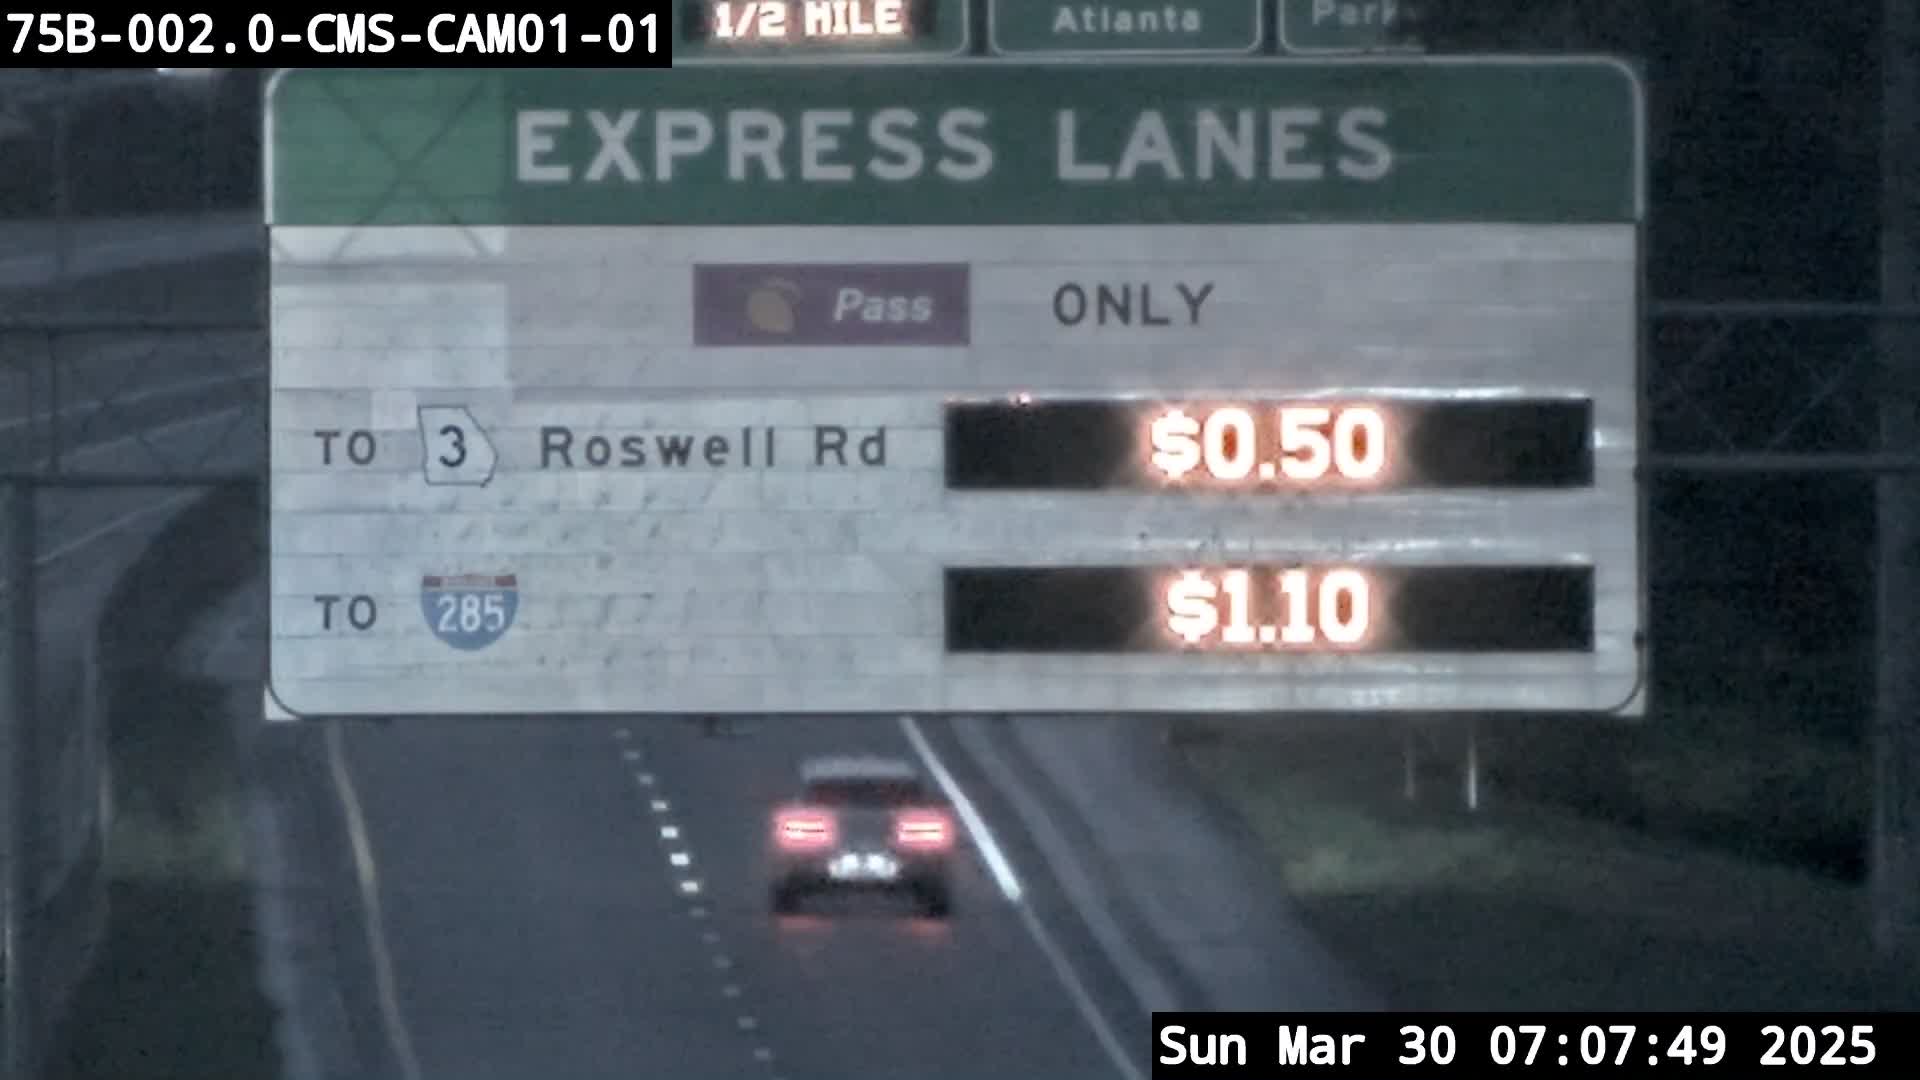 75B-002.0-CMS-CAM01-01
1/2 MILE
Atlanta
Park
EXPRESS LANES
Pass ONLY
TO 3 Roswell Rd $0.50
TO 285 $1.10
Sun Mar 30 07:07:49 2025